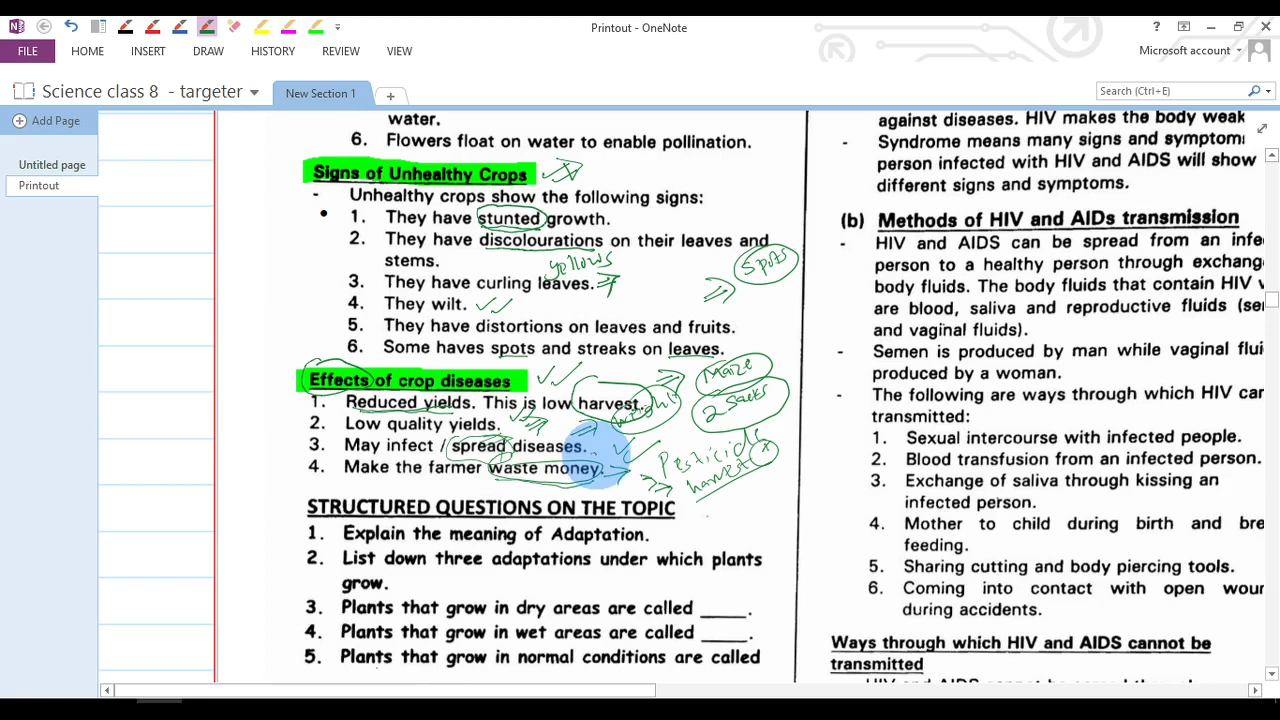 Printout - OneNote
FILE HOME INSERT DRAW HISTORY REVIEW VIEW
Microsoft account
Science class 8 - targeter
New Section 1
Search (Ctrl+E)
Add Page
Untitled page
Printout
water.
6. Flowers float on water to enable pollination.
Signs of Unhealthy Crops
- Unhealthy crops show the following signs:
1. They have stunted growth.
2. They have discolourations on their leaves and
stems.
yellows
spots
3. They have curling leaves.
4. They wilt.
5. They have distortions on leaves and fruits.
6. Some haves spots and streaks on leaves.
Effects of crop diseases
Maize
1. Reduced yields. This is low harvest.
weight
2 sacks
2. Low quality yields.
3. May infect / spread diseases.
Pesticide
4. Make the farmer waste money.
harvest
STRUCTURED QUESTIONS ON THE TOPIC
1. Explain the meaning of Adaptation.
2. List down three adaptations under which plants
grow.
3. Plants that grow in dry areas are called ____.
4. Plants that grow in wet areas are called ____.
5. Plants that grow in normal conditions are called
against diseases. HIV makes the body weak
- Syndrome means many signs and symptom
person infected with HIV and AIDS will show
different signs and symptoms.
(b) Methods of HIV and AIDs transmission
- HIV and AIDS can be spread from an infe
person to a healthy person through exchang
body fluids. The body fluids that contain HIV v
are blood, saliva and reproductive fluids (se
and vaginal fluids).
- Semen is produced by man while vaginal flui
produced by a woman.
- The following are ways through which HIV can
transmitted:
1. Sexual intercourse with infected people.
2. Blood transfusion from an infected person.
3. Exchange of saliva through kissing an
infected person.
4. Mother to child during birth and bre
feeding.
5. Sharing cutting and body piercing tools.
6. Coming into contact with open wour
during accidents.
Ways through which HIV and AIDS cannot be
transmitted